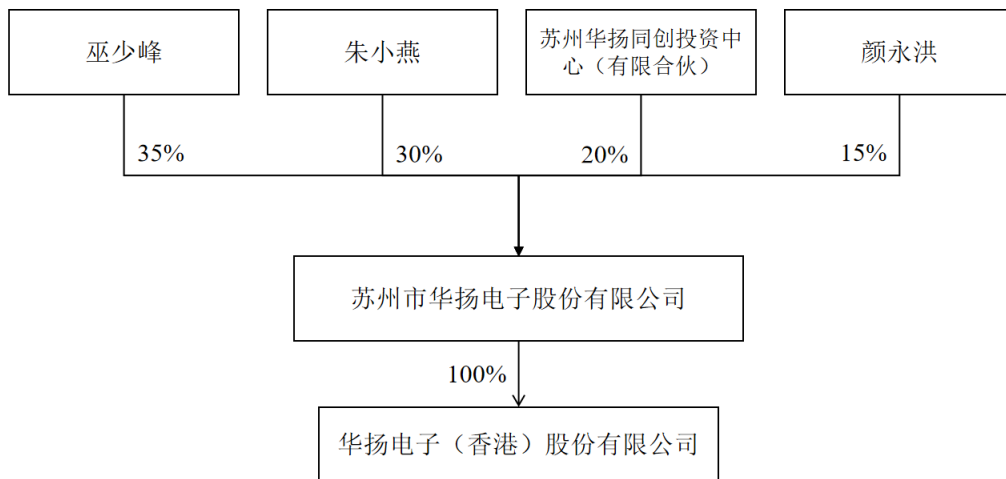 巫少峰
朱小燕
苏州华扬同创投资中
心（有限合伙）
颜永洪
35%
30%
20%
15%
苏州市华扬电子股份有限公司
100%
华扬电子（香港）股份有限公司